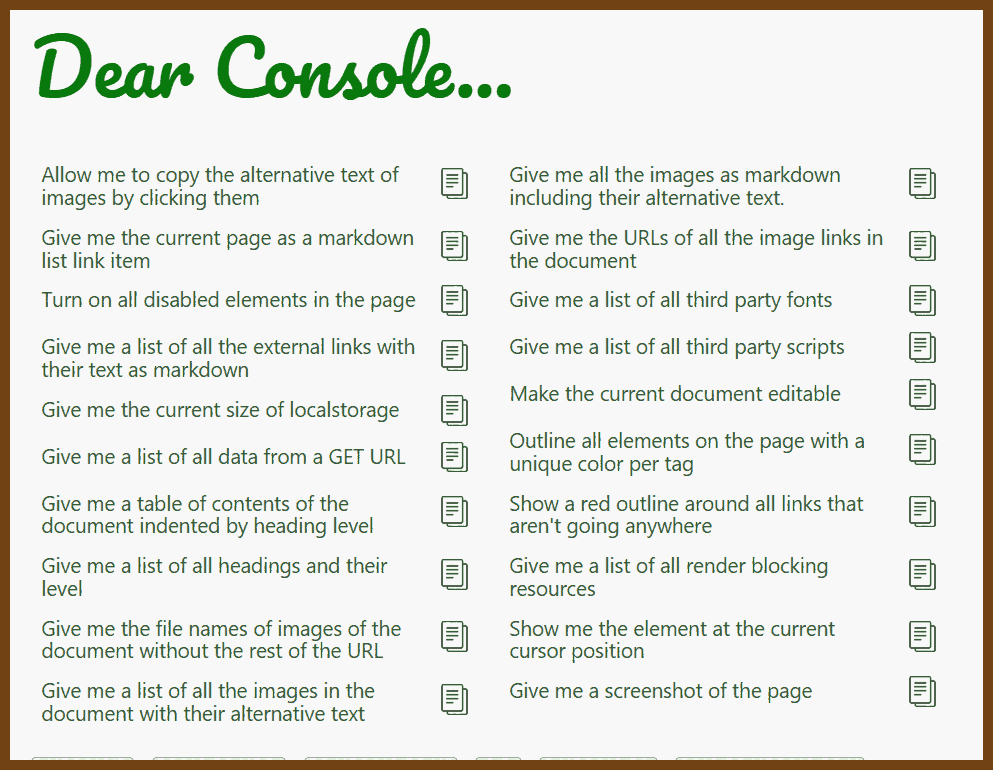 Dear Console...
Allow me to copy the alternative text of
images by clicking them
Give me the current page as a markdown
list link item
Turn on all disabled elements in the page
Give me a list of all the external links with
their text as markdown
Give me the current size of localstorage
Give me a list of all data from a GET URL
Give me a table of contents of the
document indented by heading level
Give me a list of all headings and their
level
Give me the file names of images of the
document without the rest of the URL
Give me a list of all the images in the
document with their alternative text
Give me all the images as markdown
including their alternative text.
Give me the URLs of all the image links in
the document
Give me a list of all third party fonts
Give me a list of all third party scripts
Make the current document editable
Outline all elements on the page with a
unique color per tag
Show a red outline around all links that
aren't going anywhere
Give me a list of all render blocking
resources
Show me the element at the current
cursor position
Give me a screenshot of the page